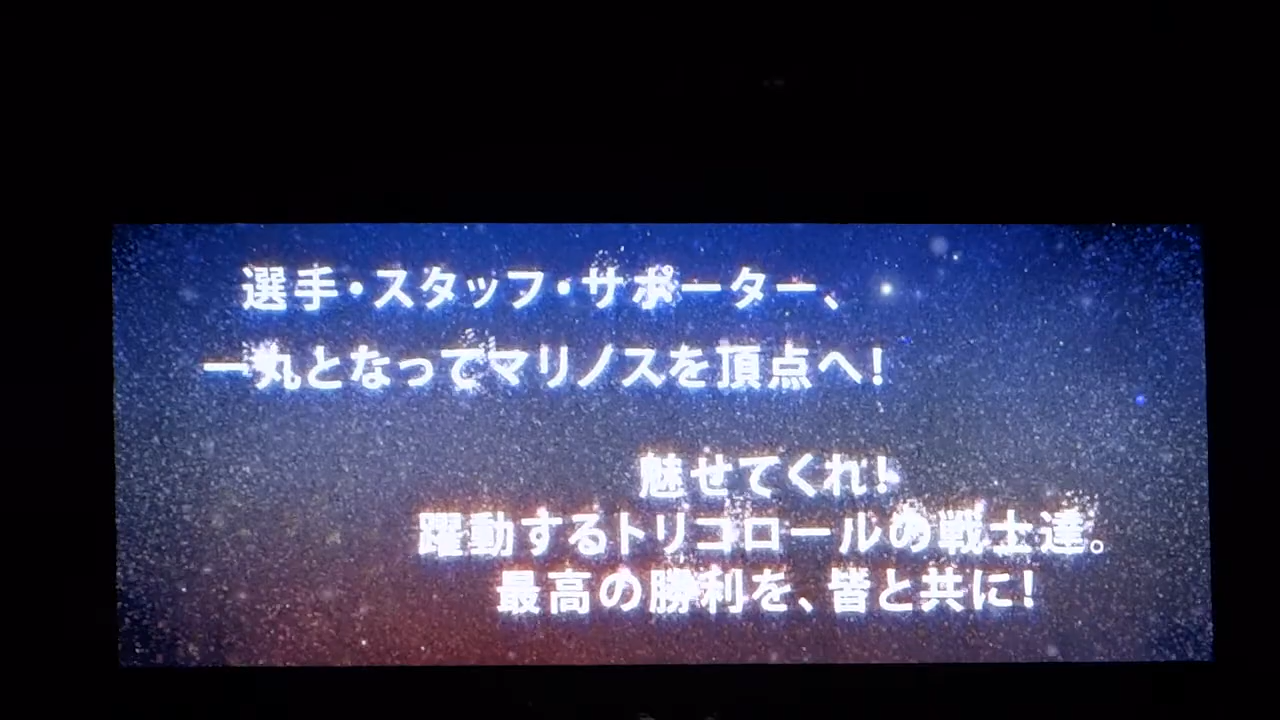 選手・スタッフ・サポーター、
一丸となってマリノスを頂点へ!
魅せてくれ!
躍動するトリコロールの戦士達。
最高の勝利を、皆と共に!